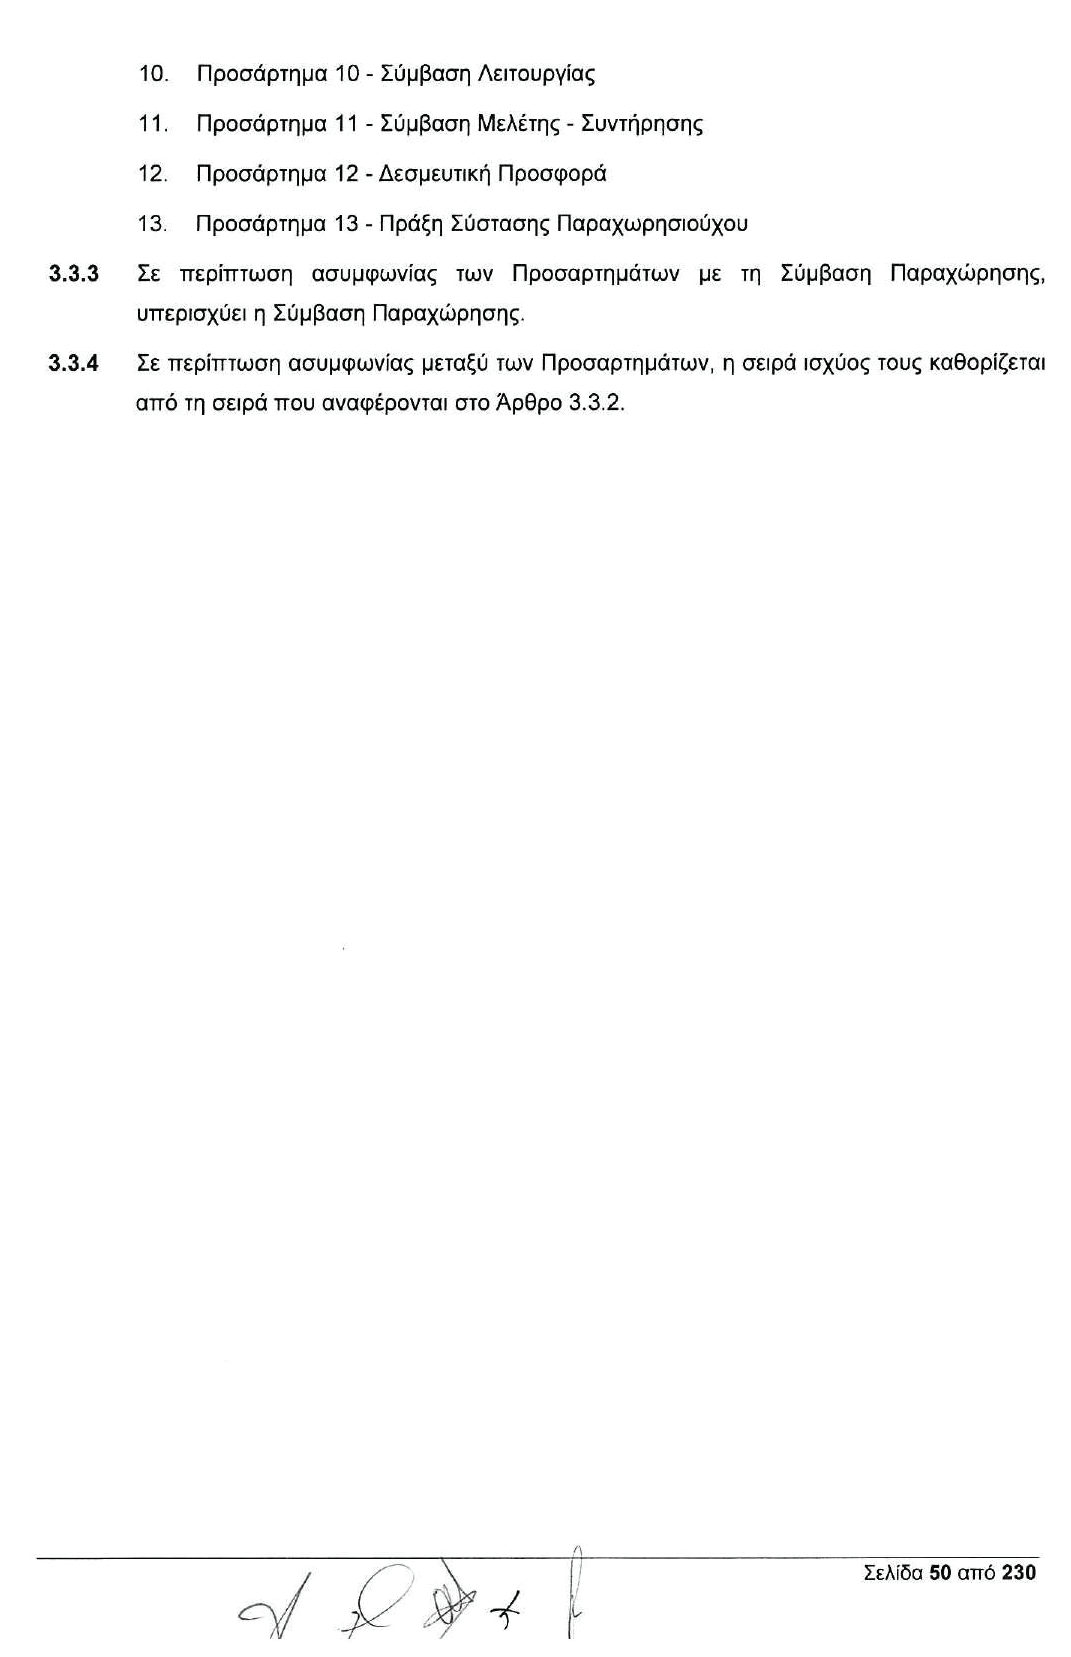 10. Προσάρτημα 10 - Σύμβαση Λειτουργίας
11. Προσάρτημα 11 - Σύμβαση Μελέτης - Συντήρησης
12. Προσάρτημα 12 - Δεσμευτική Προσφορά
13. Προσάρτημα 13 - Πράξη Σύστασης Παραχωρησιούχου
3.3.3 Σε περίπτωση ασυμφωνίας των Προσαρτημάτων με τη Σύμβαση Παραχώρησης,
υπερισχύει η Σύμβαση Παραχώρησης.
3.3.4 Σε περίπτωση ασυμφωνίας μεταξύ των Προσαρτημάτων, η σειρά ισχύος τους καθορίζεται
από τη σειρά που αναφέρονται στο Άρθρο 3.3.2.
Σελίδα 50 από 230